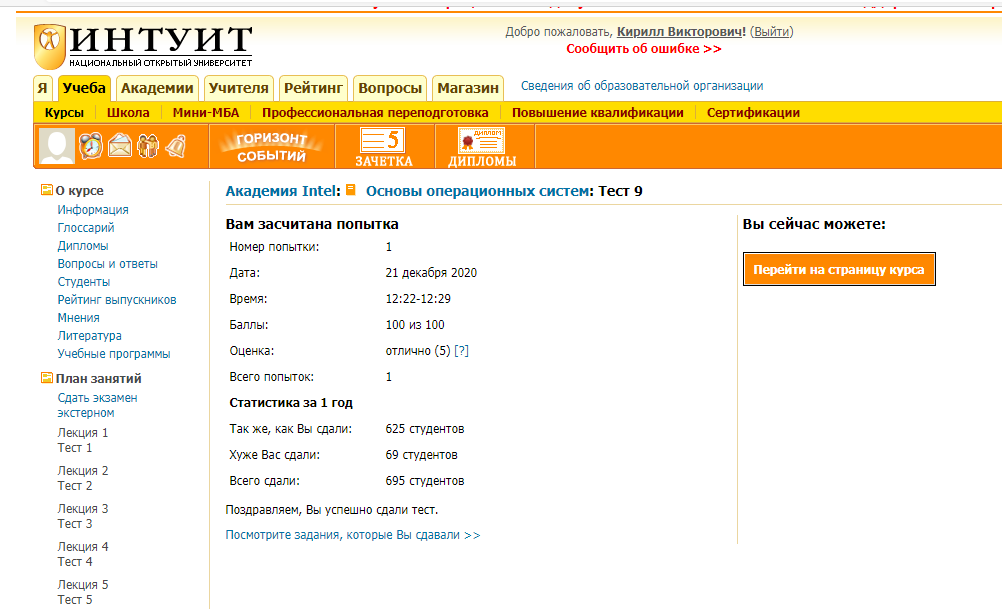 ИНТУИТ
НАЦИОНАЛЬНЫЙ ОТКРЫТЫЙ УНИВЕРСИТЕТ
Добро пожаловать, Кирилл Викторович! (Выйти)
Сообщить об ошибке >>
Я Учеба Академии Учителя Рейтинг Вопросы Магазин Сведения об образовательной организации
Курсы Школа Мини-МБА Профессиональная переподготовка Повышение квалификации Сертификации
ГОРИЗОНТ СОБЫТИЙ
5
ЗАЧЕТКА
ДИПЛОМ
ДИПЛОМЫ
О курсе
Информация
Глоссарий
Дипломы
Вопросы и ответы
Студенты
Рейтинг выпускников
Мнения
Литература
Учебные программы
План занятий
Сдать экзамен
экстерном
Лекция 1
Тест 1
Лекция 2
Тест 2
Лекция 3
Тест 3
Лекция 4
Тест 4
Лекция 5
Тест 5
Академия Intel: Основы операционных систем: Тест 9
Вам засчитана попытка
Номер попытки: 1
Дата: 21 декабря 2020
Время: 12:22-12:29
Баллы: 100 из 100
Оценка: отлично (5) [?]
Всего попыток: 1
Статистика за 1 год
Так же, как Вы сдали: 625 студентов
Хуже Вас сдали: 69 студентов
Всего сдали: 695 студентов
Поздравляем, Вы успешно сдали тест.
Посмотрите задания, которые Вы сдавали >>
Вы сейчас можете:
Перейти на страницу курса